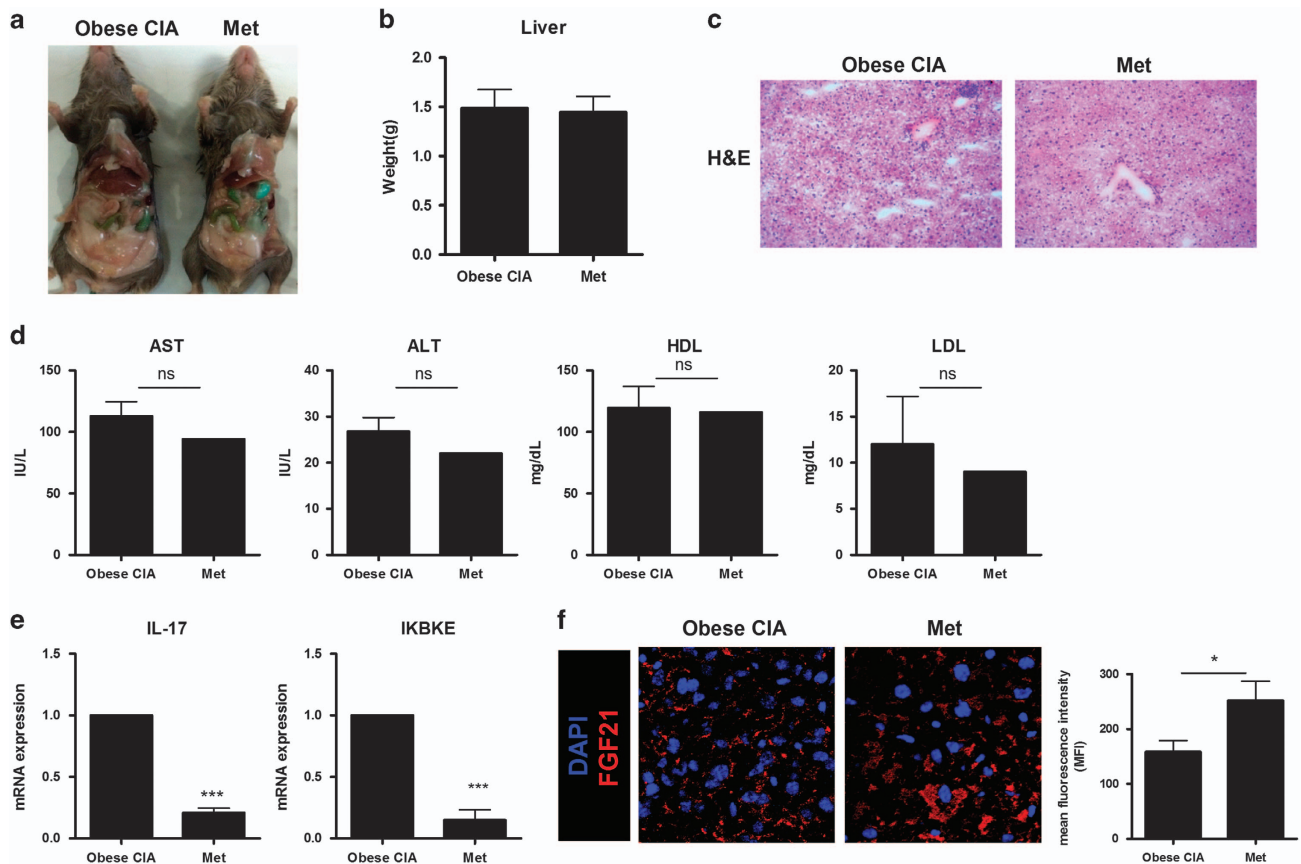 a
Obese CIA Met
b
Liver
Weight(g)
2.0
1.5
1.0
0.5
0.0
Obese CIA Met
c
Obese CIA Met
H&E
d
AST
ns
IU/L
150
100
50
0
Obese CIA Met
ALT
ns
IU/L
40
30
20
10
0
Obese CIA Met
HDL
ns
mg/dL
150
100
50
0
Obese CIA Met
LDL
ns
mg/dL
20
15
10
5
0
Obese CIA Met
e
IL-17
mRNA expression
1.5
1.0
0.5
0.0
***
Obese CIA Met
IKBKE
mRNA expression
1.5
1.0
0.5
0.0
***
Obese CIA Met
f
Obese CIA Met
DAPI
FGF21
mean fluorescence intensity
(MFI)
300
200
100
0
*
Obese CIA Met